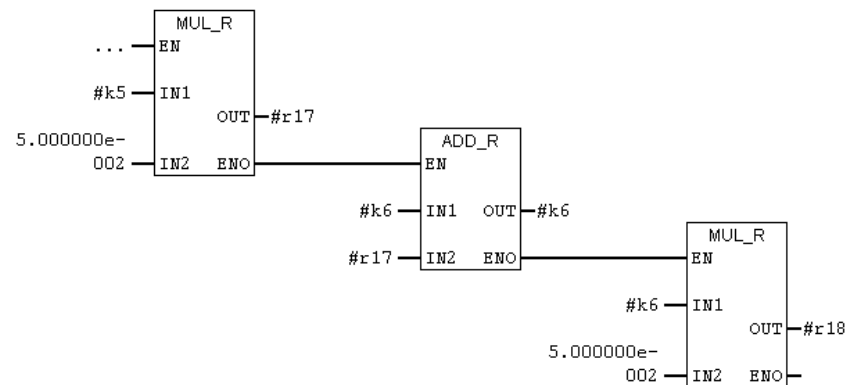 MUL_R
... EN
#k5 IN1
OUT #r17
5.000000e-
002 IN2 ENO
ADD_R
EN
#k6 IN1 OUT #k6
#r17 IN2 ENO
MUL_R
EN
#k6 IN1
OUT #r18
5.000000e-
002 IN2 ENO